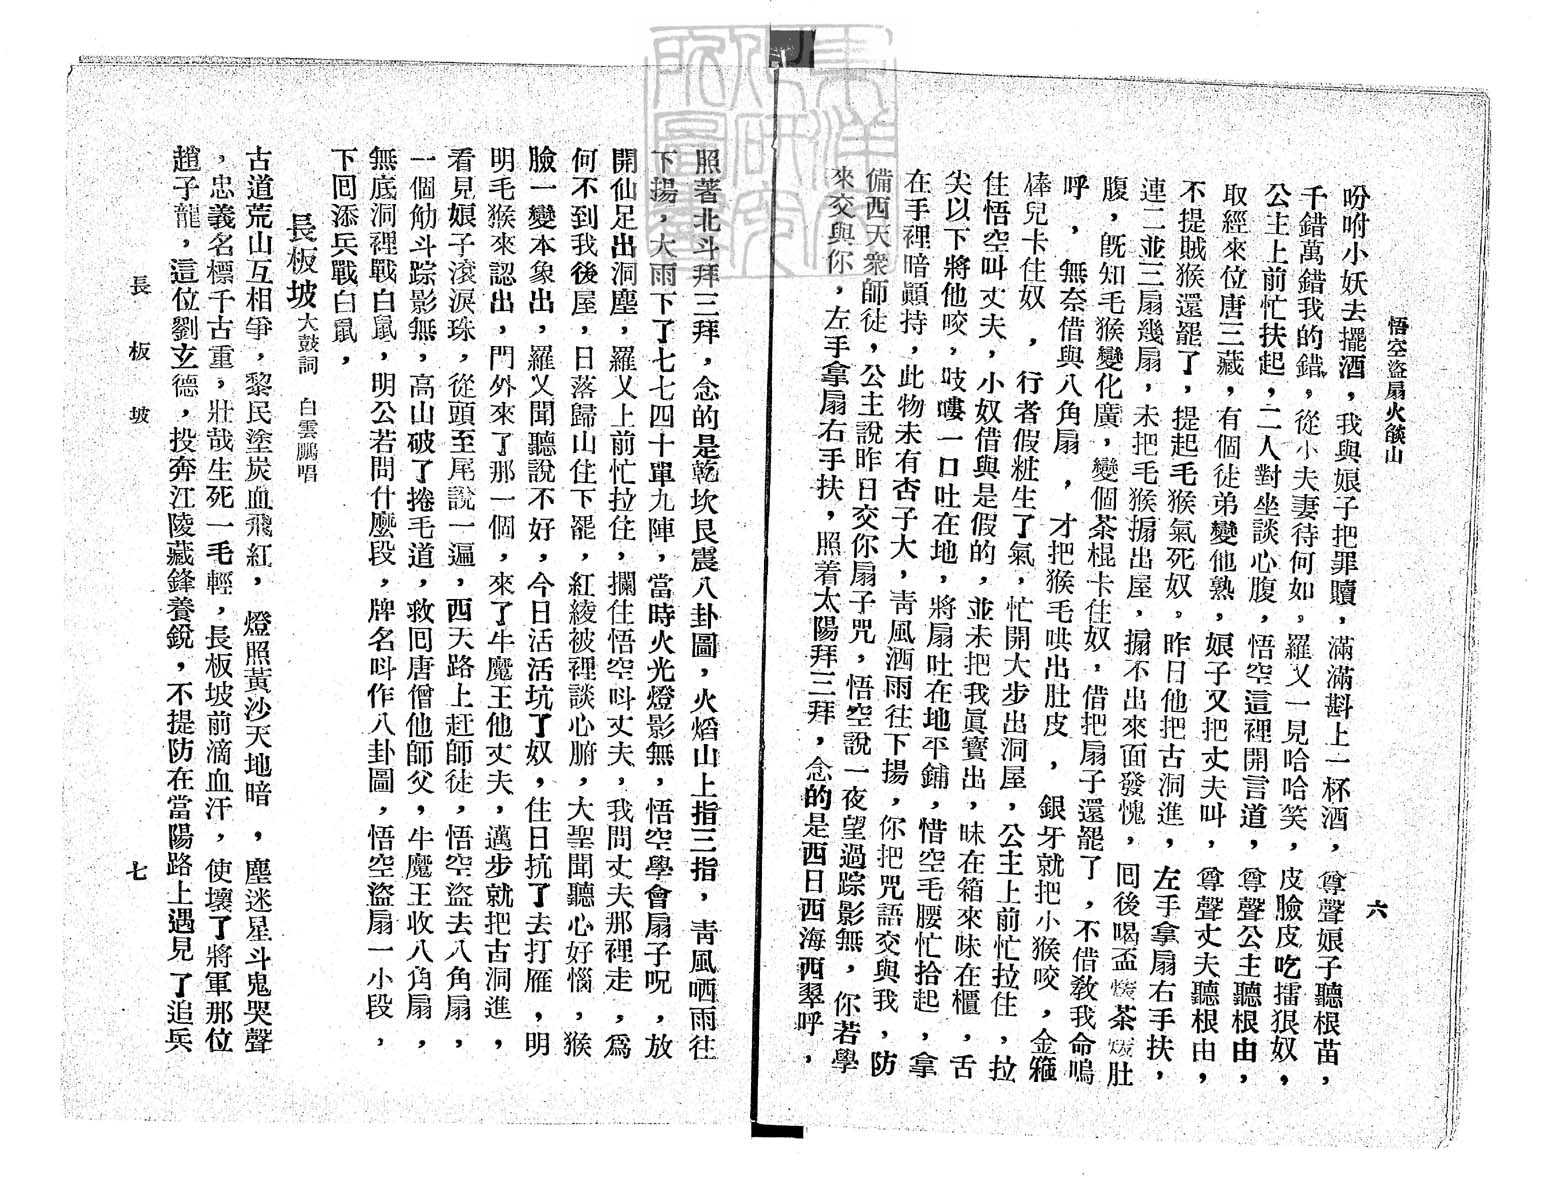 悟空盜扇火燄山
六
吩咐小妖去擺酒，我與娘子把罪贖，滿滿斟上一杯酒，尊聲娘子聽根苗，
千錯萬錯我的錯，從小夫妻待何如。羅义一見哈哈笑，皮臉皮吃擂狠奴，
公主上前忙扶起，二人對坐談心腹，悟空這裡開言道，尊聲公主聽根由，
取經來位唐三藏，有個徒弟變他熟，娘子又把丈夫叫，尊聲丈夫聽根由，
不提賊猴還罷了，提起毛猴氣死奴。昨日他把古洞進，左手拿扇右手扶，
連二並三扇幾扇，未把毛猴搧出屋，搧不出來面發愧，囘後喝盃茶煖肚
腹，旣知毛猴變化廣，變個茶棍卡住奴，借把扇子還罷了，不借敎我命嗚
呼，無奈借與八角扇，才把猴毛哄出肚皮，銀牙就把小猴咬，金箍
棒兒卡住奴，行者假粧生了氣，忙開大步出洞屋，公主上前忙拉住，拉
住悟空叫丈夫，小奴借與是假的，並未把我眞寳出，昧在箱來昧在櫃，舌
尖以下將他咬，吱嘍一口吐在地，將扇吐在地平鋪，惜空毛腰忙拾起，拿
在手裡暗顚持，此物未有杏子大，靑風洒雨往下揚，你把咒語交與我，防
備西天衆師徒，公主說昨日交你扇子咒，悟空說一夜望過踪影無，你若學
來交與你，左手拿扇右手扶，照着太陽拜三拜，念的是西日西海西翠呼，
照著北斗拜三拜，念的是乾坎艮震八卦圖，火熖山上指三指，靑風哂雨往
下揚，大雨下了七七四十單九陣，當時火光燈影無，悟空學會扇子呪，放
開仙足出洞塵，羅义上前忙拉住，攔住悟空呌丈夫，我問丈夫那裡走，爲
何不到我後屋，日落歸山住下罷，紅綾被裡談心腑，大聖聞聽心好惱，猴
臉一變本象出，羅义聞聽說不好，今日活活坑了奴，住日抗了去打雁，明
明毛猴來認出，門外來了那一個，來了牛魔王他丈夫，邁步就把古洞進，
看見娘子滾淚珠，從頭至尾說一遍，西天路上赶師徒，悟空盜去八角扇，
一個觔斗踪影無，高山破了捲毛道，救囘唐僧他師父，牛魔王收八角扇，
無底洞裡戰白鼠，明公若問什麼段，牌名呌作八卦圖，悟空盜扇一小段，
下囘添兵戰白鼠，
長板坡 大鼓詞 白雲鵬唱
古道荒山互相爭，黎民塗炭血飛紅，燈照黃沙天地暗，塵迷星斗鬼哭聲
，忠義名標千古重，壯哉生死一毛輕，長板坡前滴血汗，使壞了將軍那位
趙子龍，這位劉玄德，投奔江陵藏鋒養銳，不提防在當陽路上遇見了追兵
長板坡
七